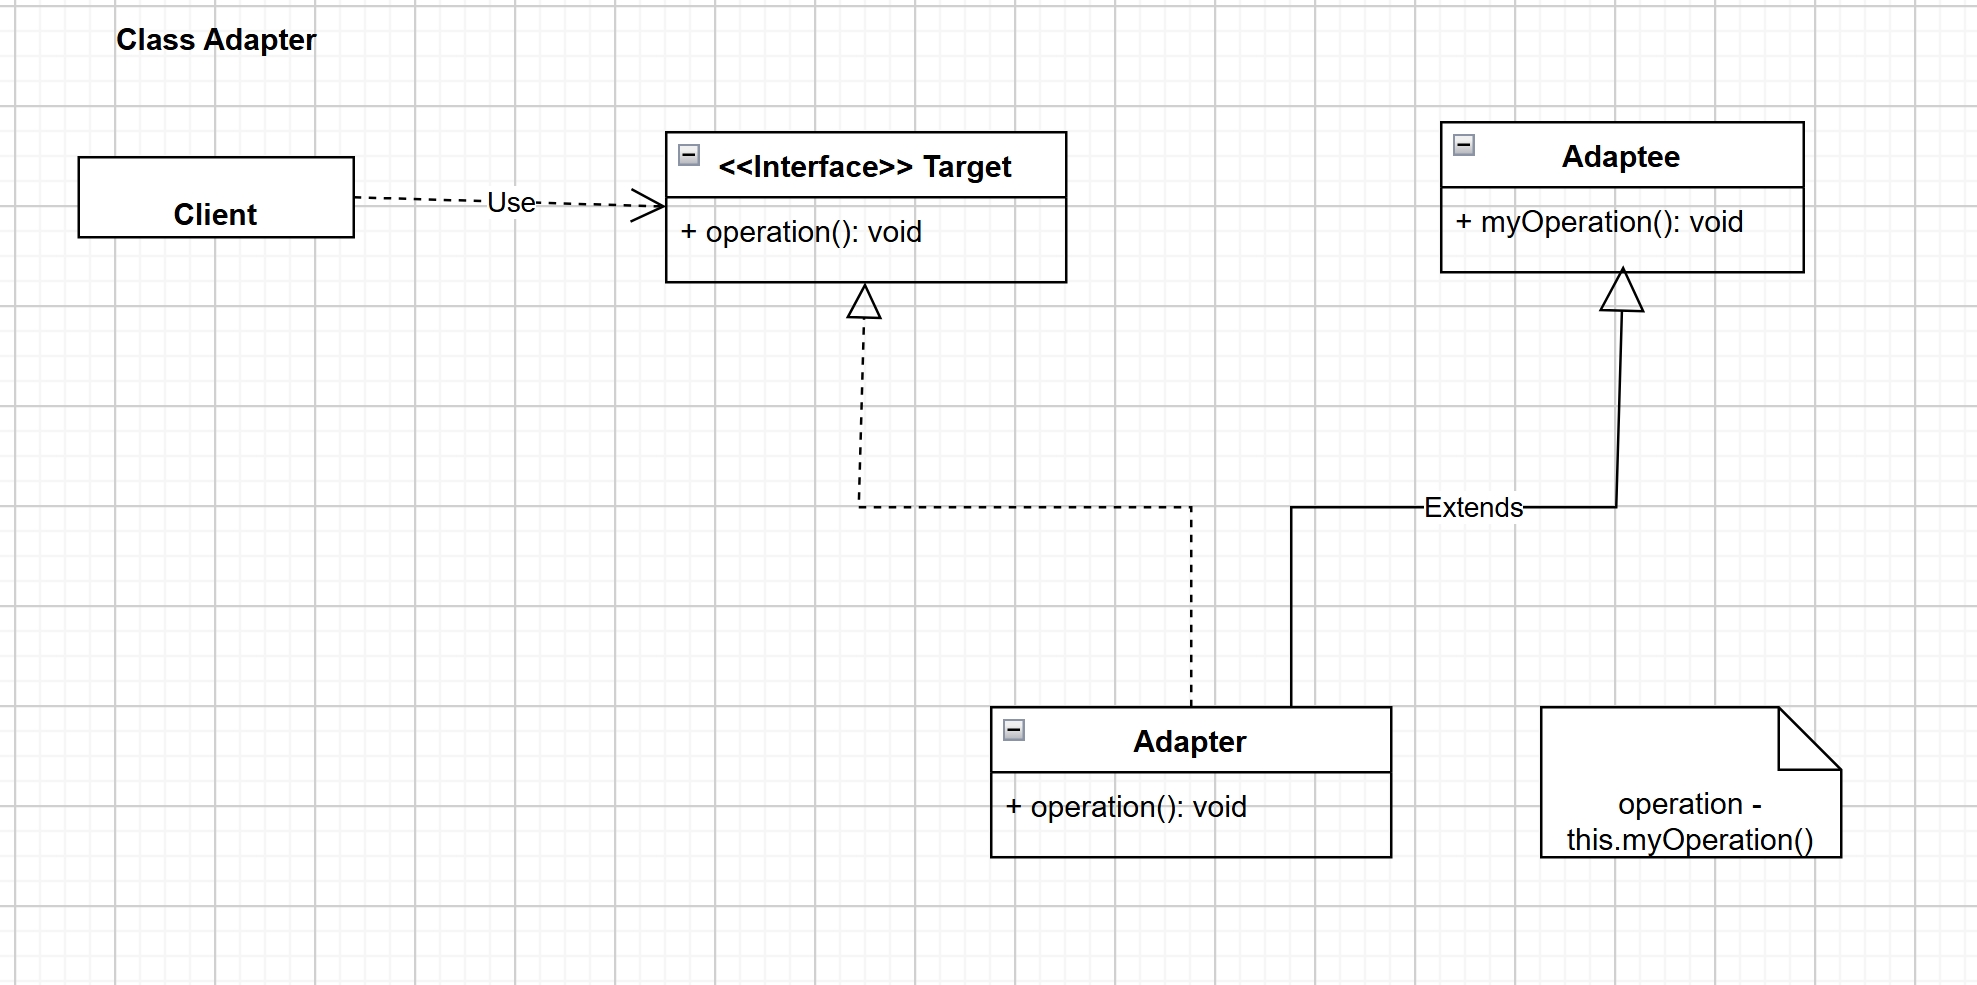 Class Adapter
Client
Use
<<Interface>> Target
+ operation(): void
Adaptee
+ myOperation(): void
Extends
Adapter
+ operation(): void
operation -
this.myOperation()